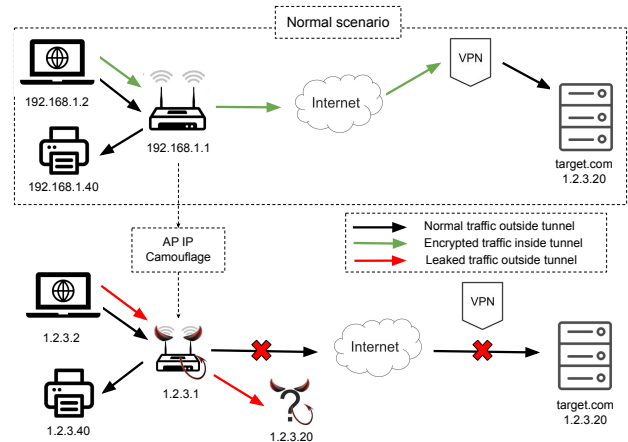 Normal scenario
VPN
Internet
192.168.1.2
192.168.1.1
target.com
1.2.3.20
192.168.1.40
AP IP
Camouflage
Normal traffic outside tunnel
Encrypted traffic inside tunnel
Leaked traffic outside tunnel
VPN
Internet
1.2.3.2
1.2.3.1
target.com
1.2.3.20
1.2.3.40
?
1.2.3.20